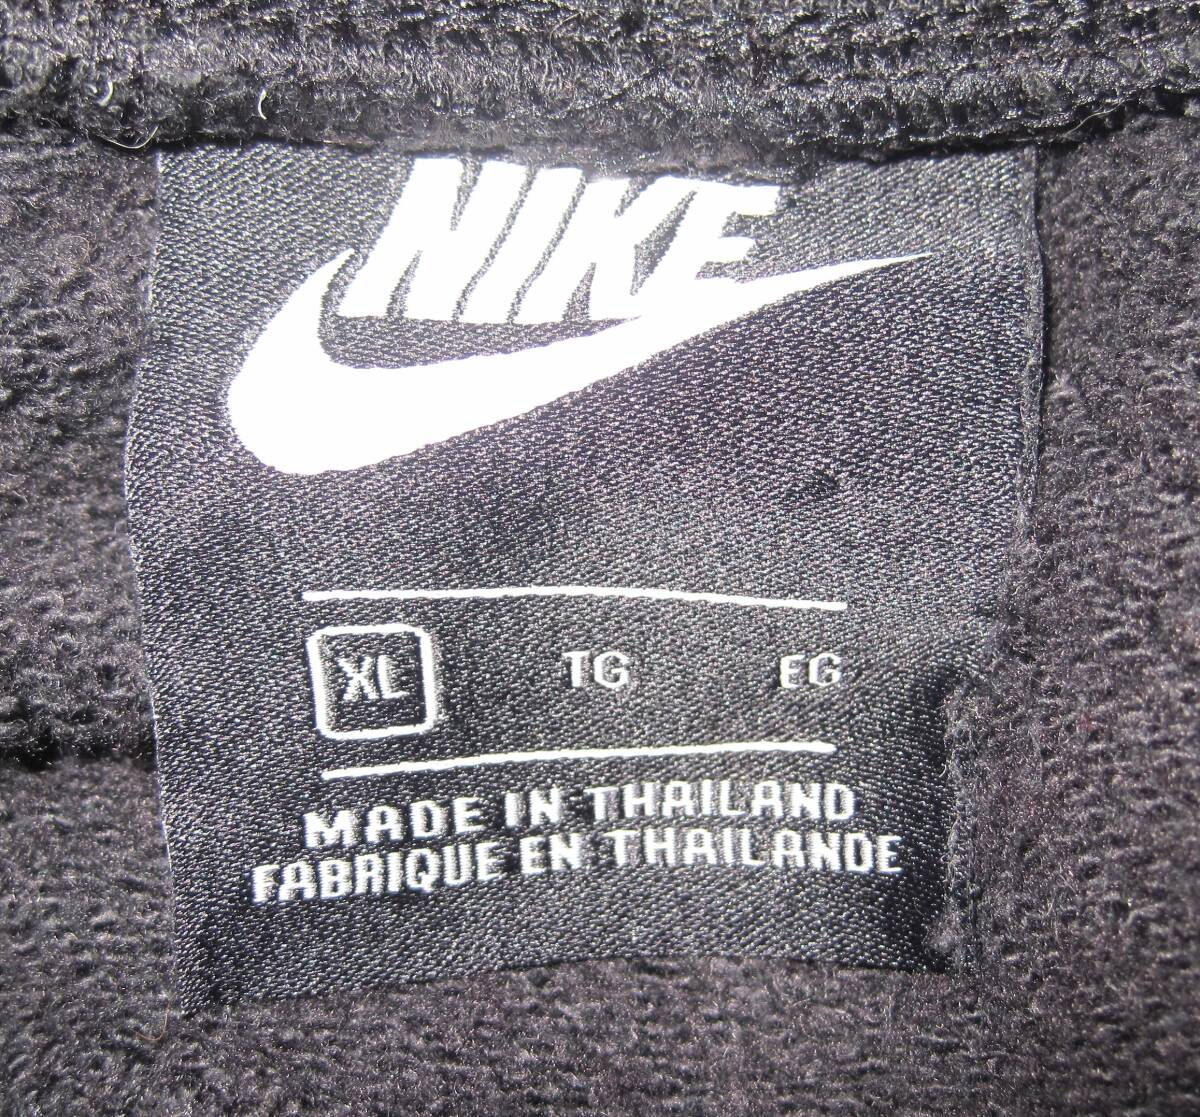 NIKE
XL TG EG
MADE IN THAILAND
FABRIQUE EN THAILANDE